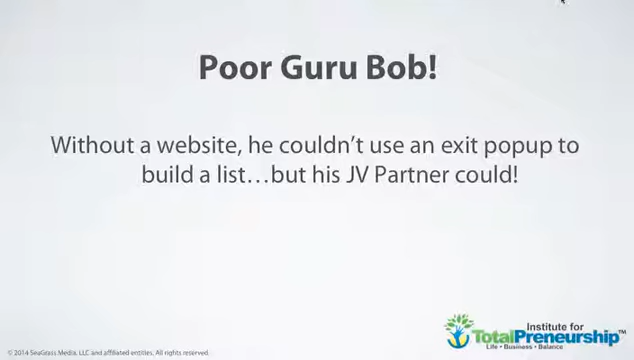 Poor Guru Bob!
Without a website, he couldn't use an exit popup to
build a list…but his JV Partner could!
Institute for
TotalPreneurship™
Life • Business • Balance
© 2014 SeaGrass Media, LLC and affiliated entities. All rights reserved.